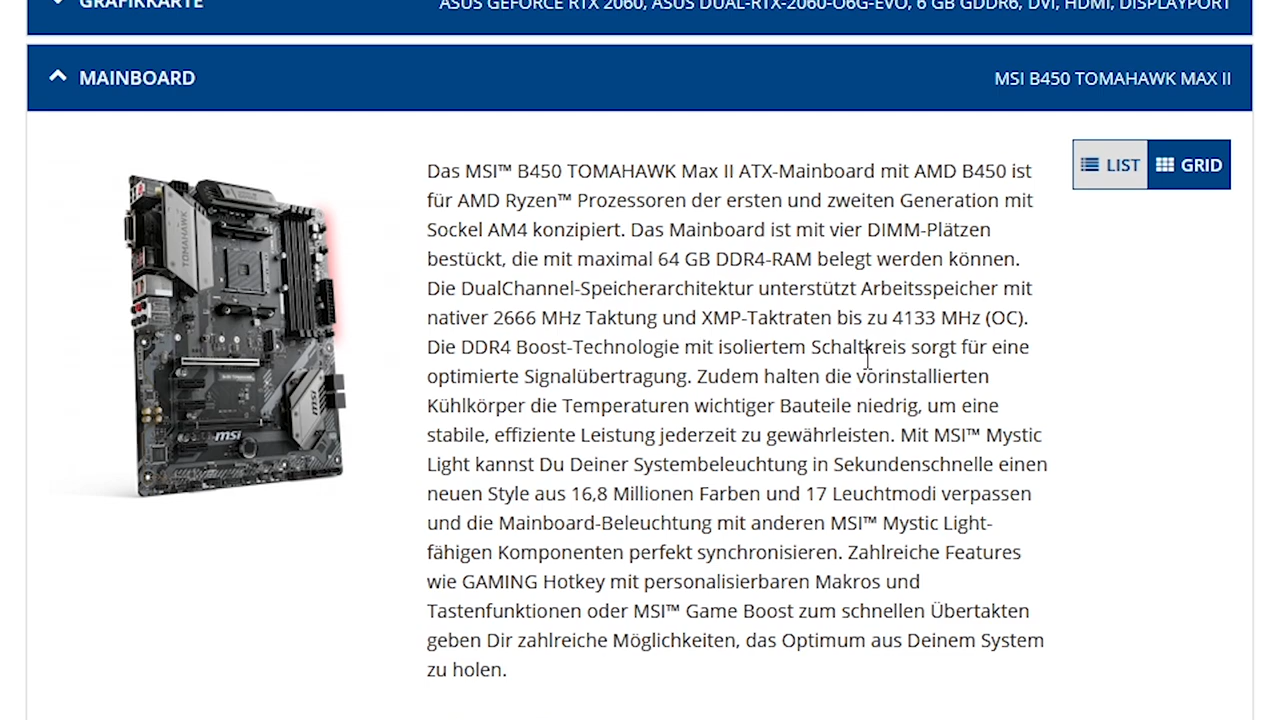 GRAFIKKARTE
ASUS GEFORCE RTX 2060, ASUS DUAL-RTX-2060-O6G-EVO, 6 GB GDDR6, DVI, HDMI, DISPLAYPORT
MAINBOARD
MSI B450 TOMAHAWK MAX II
LIST
GRID
Das MSI™ B450 TOMAHAWK Max II ATX-Mainboard mit AMD B450 ist
für AMD Ryzen™ Prozessoren der ersten und zweiten Generation mit
Sockel AM4 konzipiert. Das Mainboard ist mit vier DIMM-Plätzen
bestückt, die mit maximal 64 GB DDR4-RAM belegt werden können.
Die DualChannel-Speicherarchitektur unterstützt Arbeitsspeicher mit
nativer 2666 MHz Taktung und XMP-Taktraten bis zu 4133 MHz (OC).
Die DDR4 Boost-Technologie mit isoliertem Schaltkreis sorgt für eine
optimierte Signalübertragung. Zudem halten die vorinstallierten
Kühlkörper die Temperaturen wichtiger Bauteile niedrig, um eine
stabile, effiziente Leistung jederzeit zu gewährleisten. Mit MSI™ Mystic
Light kannst Du Deiner Systembeleuchtung in Sekundenschnelle einen
neuen Style aus 16,8 Millionen Farben und 17 Leuchtmodi verpassen
und die Mainboard-Beleuchtung mit anderen MSI™ Mystic Light-
fähigen Komponenten perfekt synchronisieren. Zahlreiche Features
wie GAMING Hotkey mit personalisierbaren Makros und
Tastenfunktionen oder MSI™ Game Boost zum schnellen Übertakten
geben Dir zahlreiche Möglichkeiten, das Optimum aus Deinem System
zu holen.
TOMAHAWK
msi
msi